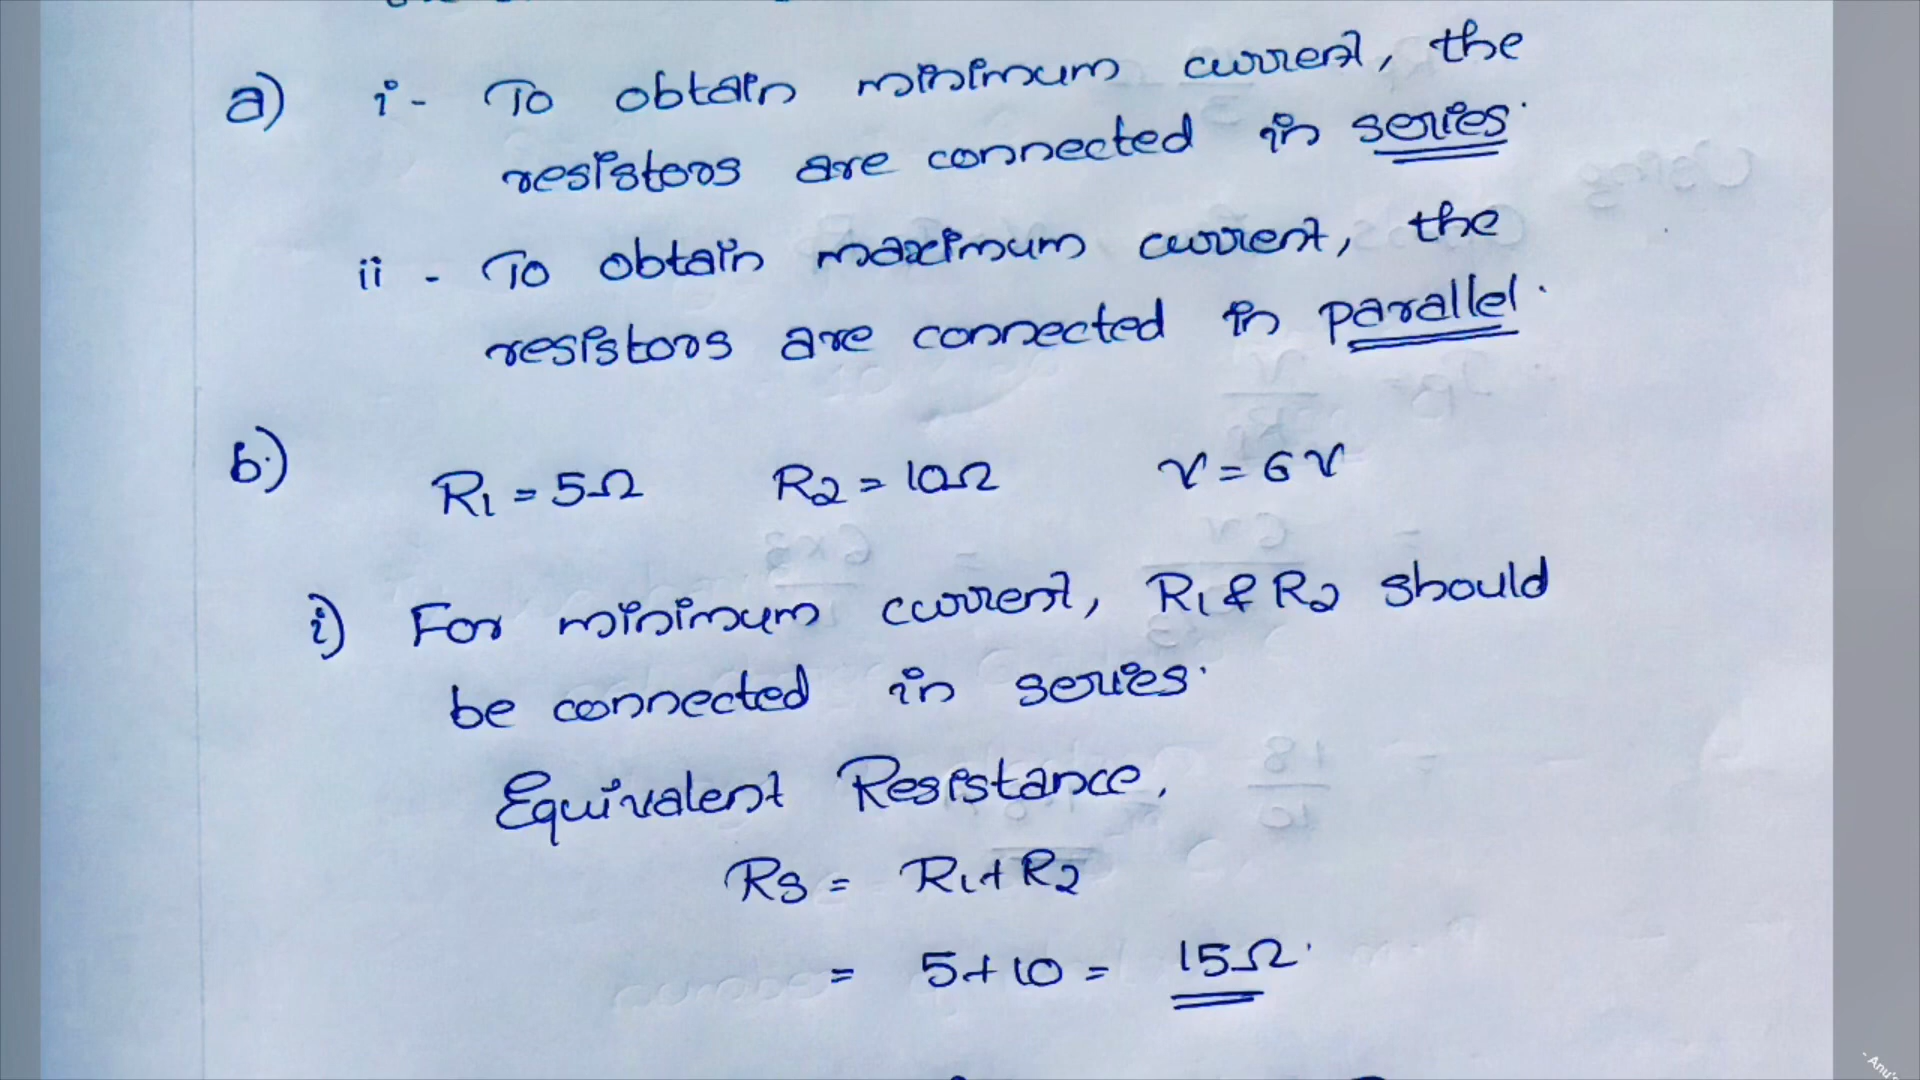 a) i - To obtain minimum current, the
resistors are connected in series.
ii - To obtain maximum current, the
resistors are connected in parallel.
b.) R1 = 5Ω R2 = 10Ω V = 6V
i) For minimum current, R1 & R2 should
be connected in series.
Equivalent Resistance,
RS = R1 + R2
= 5 + 10 = 15Ω.